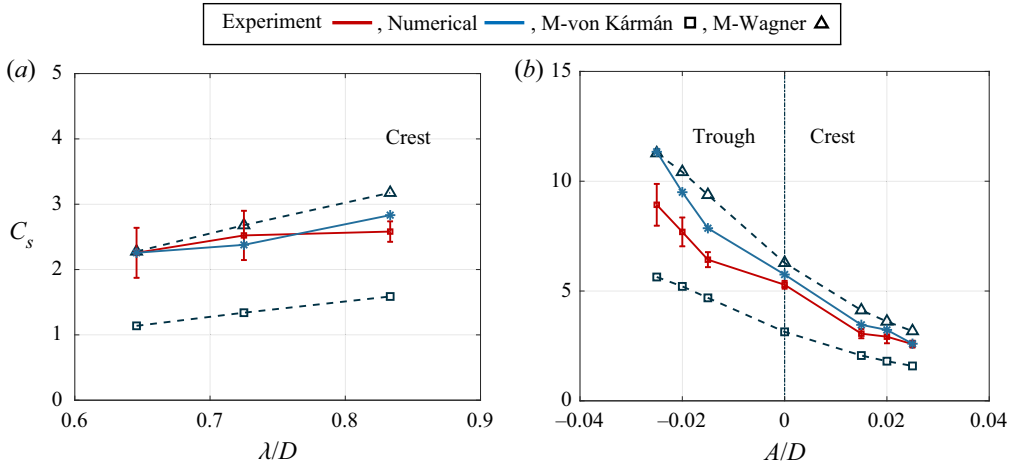 Experiment , Numerical , M-von Kármán , M-Wagner
(a)
5
4
3
2
1
0
C_s
Crest
0.6 0.7 0.8 0.9
λ/D
(b)
15
10
5
0
Trough Crest
–0.04 –0.02 0 0.02 0.04
A/D